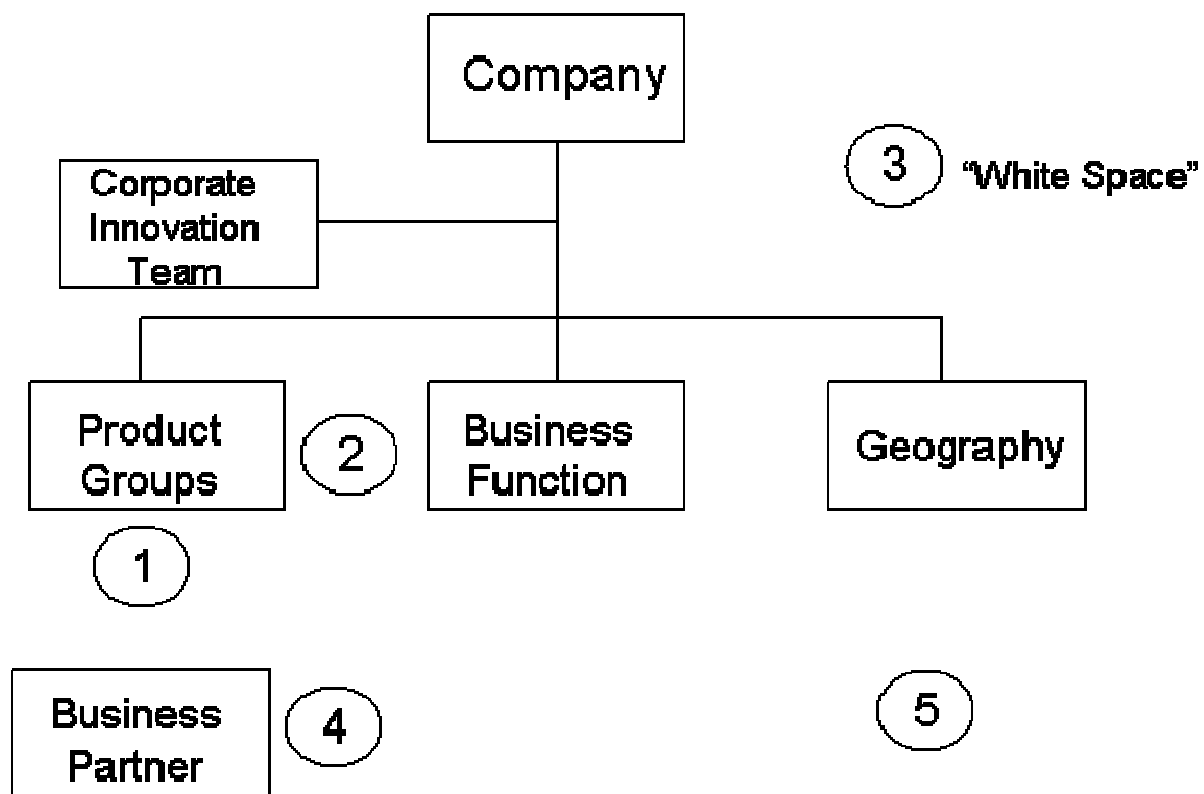 Company
3
"White Space"
Corporate
Innovation
Team
Product
Groups
2
Business
Function
Geography
1
Business
Partner
4
5